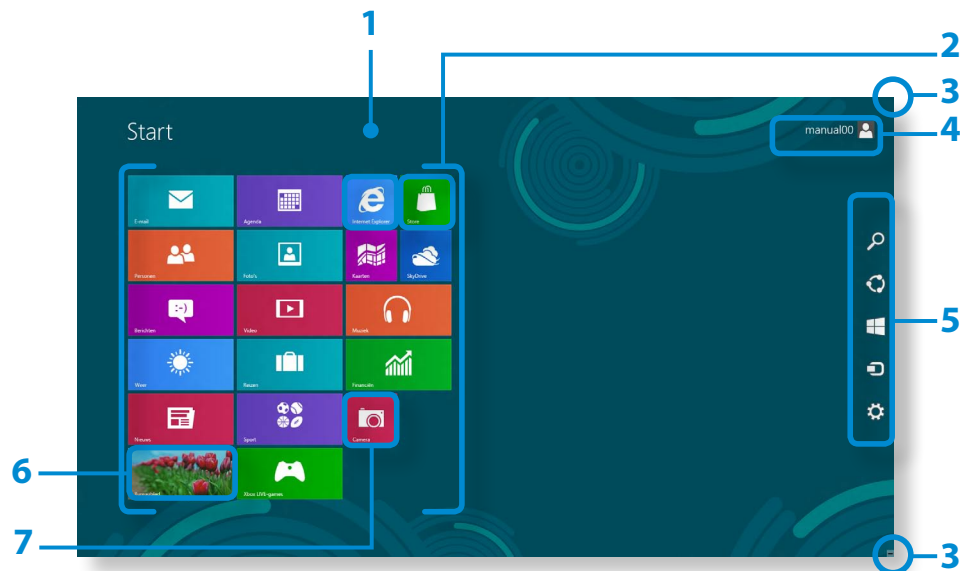 1
2
3
Start
manual00
4
E-mail
Agenda
Internet Explorer
Store
Personen
Foto's
Kaarten
SkyDrive
Berichten
Video
Muziek
5
Weer
Reizen
Financiën
Nieuws
Sport
Camera
6
Bureaublad
Xbox LIVE-games
7
3